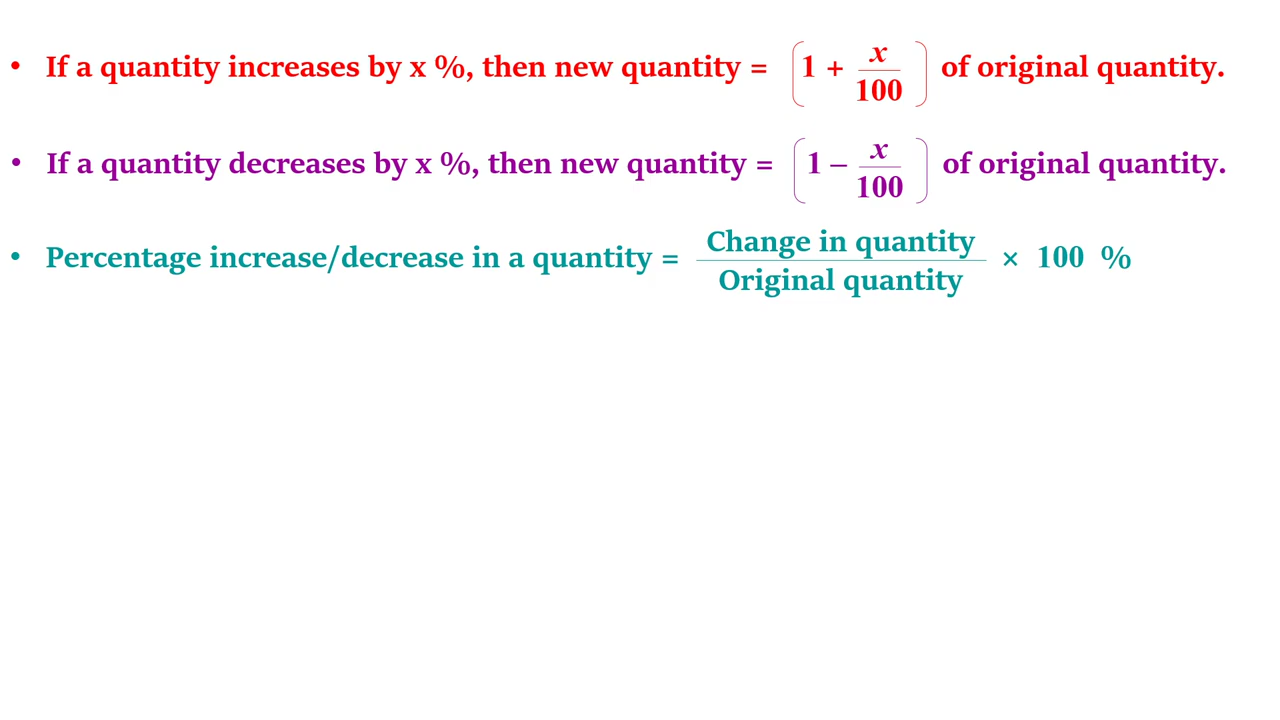 • If a quantity increases by x %, then new quantity = (1 + x/100) of original quantity.
• If a quantity decreases by x %, then new quantity = (1 – x/100) of original quantity.
• Percentage increase/decrease in a quantity = Change in quantity/Original quantity × 100 %